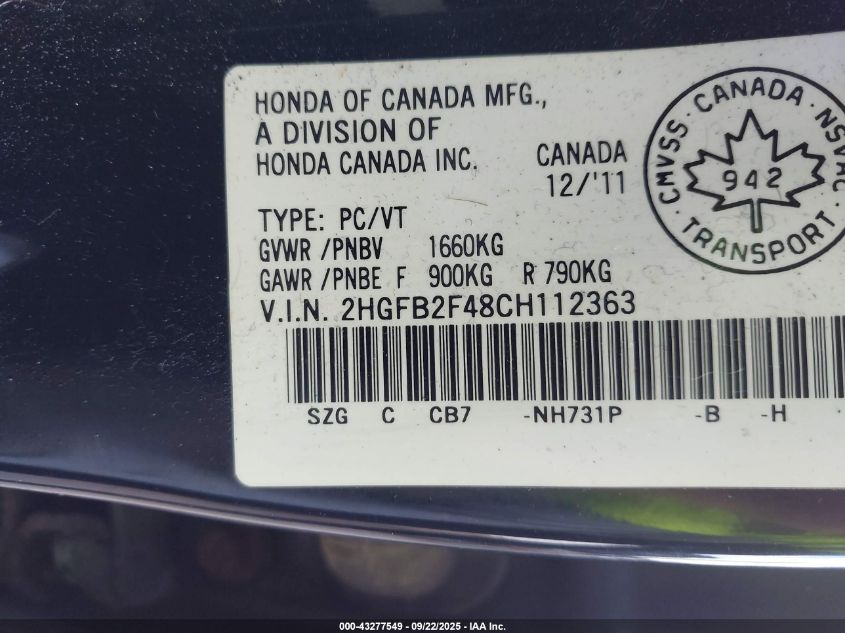 HONDA OF CANADA MFG.,
A DIVISION OF
HONDA CANADA INC.
CANADA
12/'11
CMVSS · CANADA · NSVAC
942
TRANSPORT
TYPE: PC/VT
GVWR /PNBV 1660KG
GAWR /PNBE F 900KG R 790KG
V.I.N. 2HGFB2F48CH112363
SZG C CB7 -NH731P -B -H
000-43277549 - 09/22/2025 - IAA Inc.